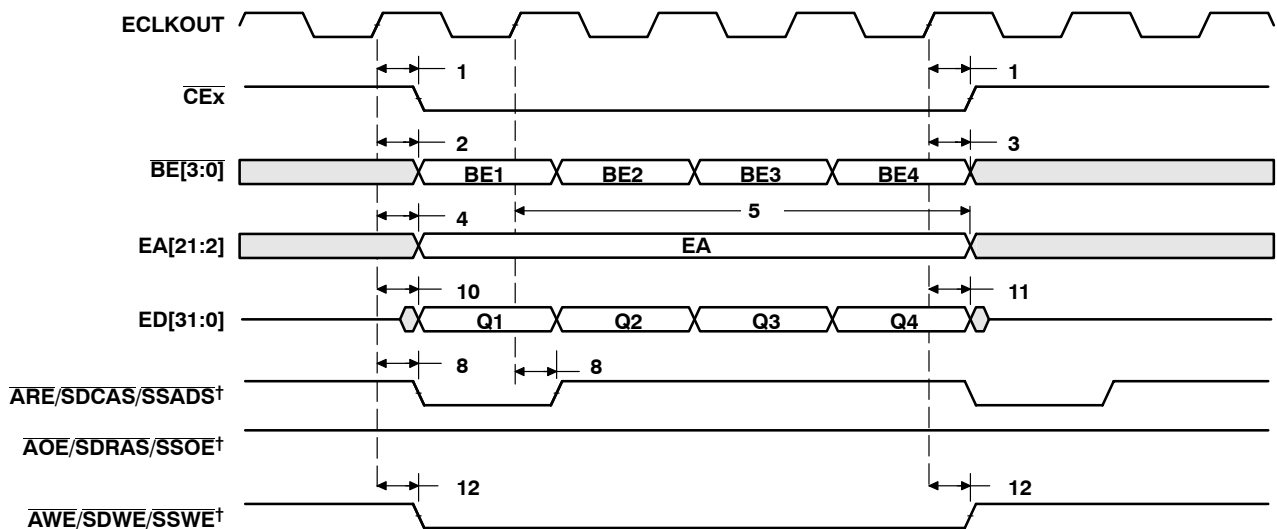 ECLKOUT
1 1
CEx
2 3
BE[3:0] BE1 BE2 BE3 BE4
5
4
EA[21:2] EA
10 11
ED[31:0] Q1 Q2 Q3 Q4
8 8
ARE/SDCAS/SSADS†
AOE/SDRAS/SSOE†
12 12
AWE/SDWE/SSWE†